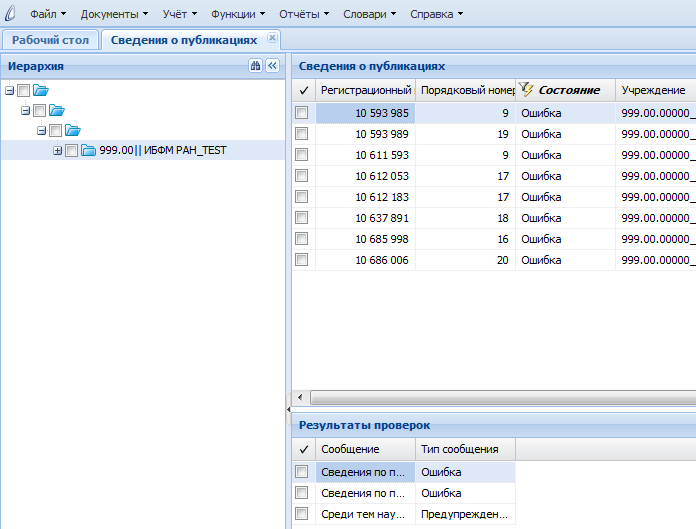 Файл Документы Учёт Функции Отчёты Словари Справка
Рабочий стол Сведения о публикациях
Иерархия
999.00|| ИБФМ РАН_TEST
Сведения о публикациях
Регистрационный Порядковый номер Состояние Учреждение
10 593 985 9 Ошибка 999.00.00000_
10 593 989 19 Ошибка 999.00.00000_
10 611 593 9 Ошибка 999.00.00000_
10 612 053 17 Ошибка 999.00.00000_
10 612 183 17 Ошибка 999.00.00000_
10 637 891 18 Ошибка 999.00.00000_
10 685 998 16 Ошибка 999.00.00000_
10 686 006 20 Ошибка 999.00.00000_
Результаты проверок
Сообщение Тип сообщения
Сведения по п... Ошибка
Сведения по п... Ошибка
Среди тем нау... Предупрежден...